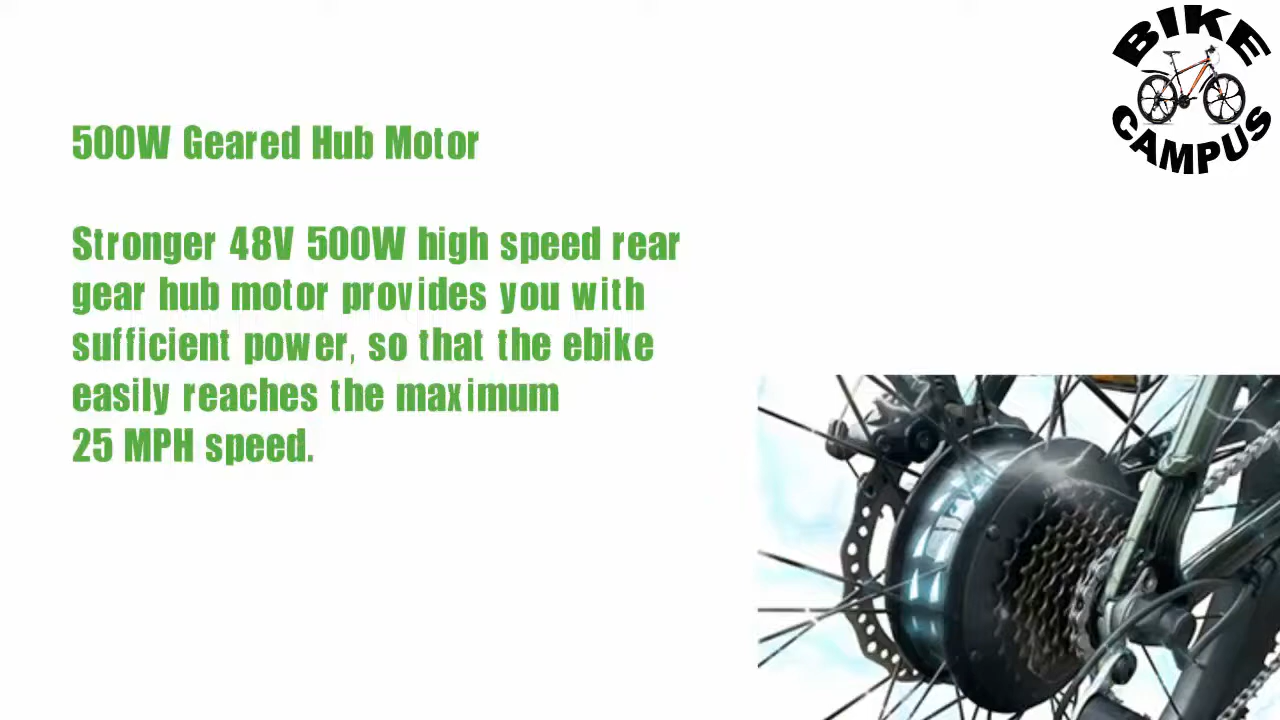 BIKE
CAMPUS
500W Geared Hub Motor
Stronger 48V 500W high speed rear
gear hub motor provides you with
sufficient power, so that the ebike
easily reaches the maximum
25 MPH speed.